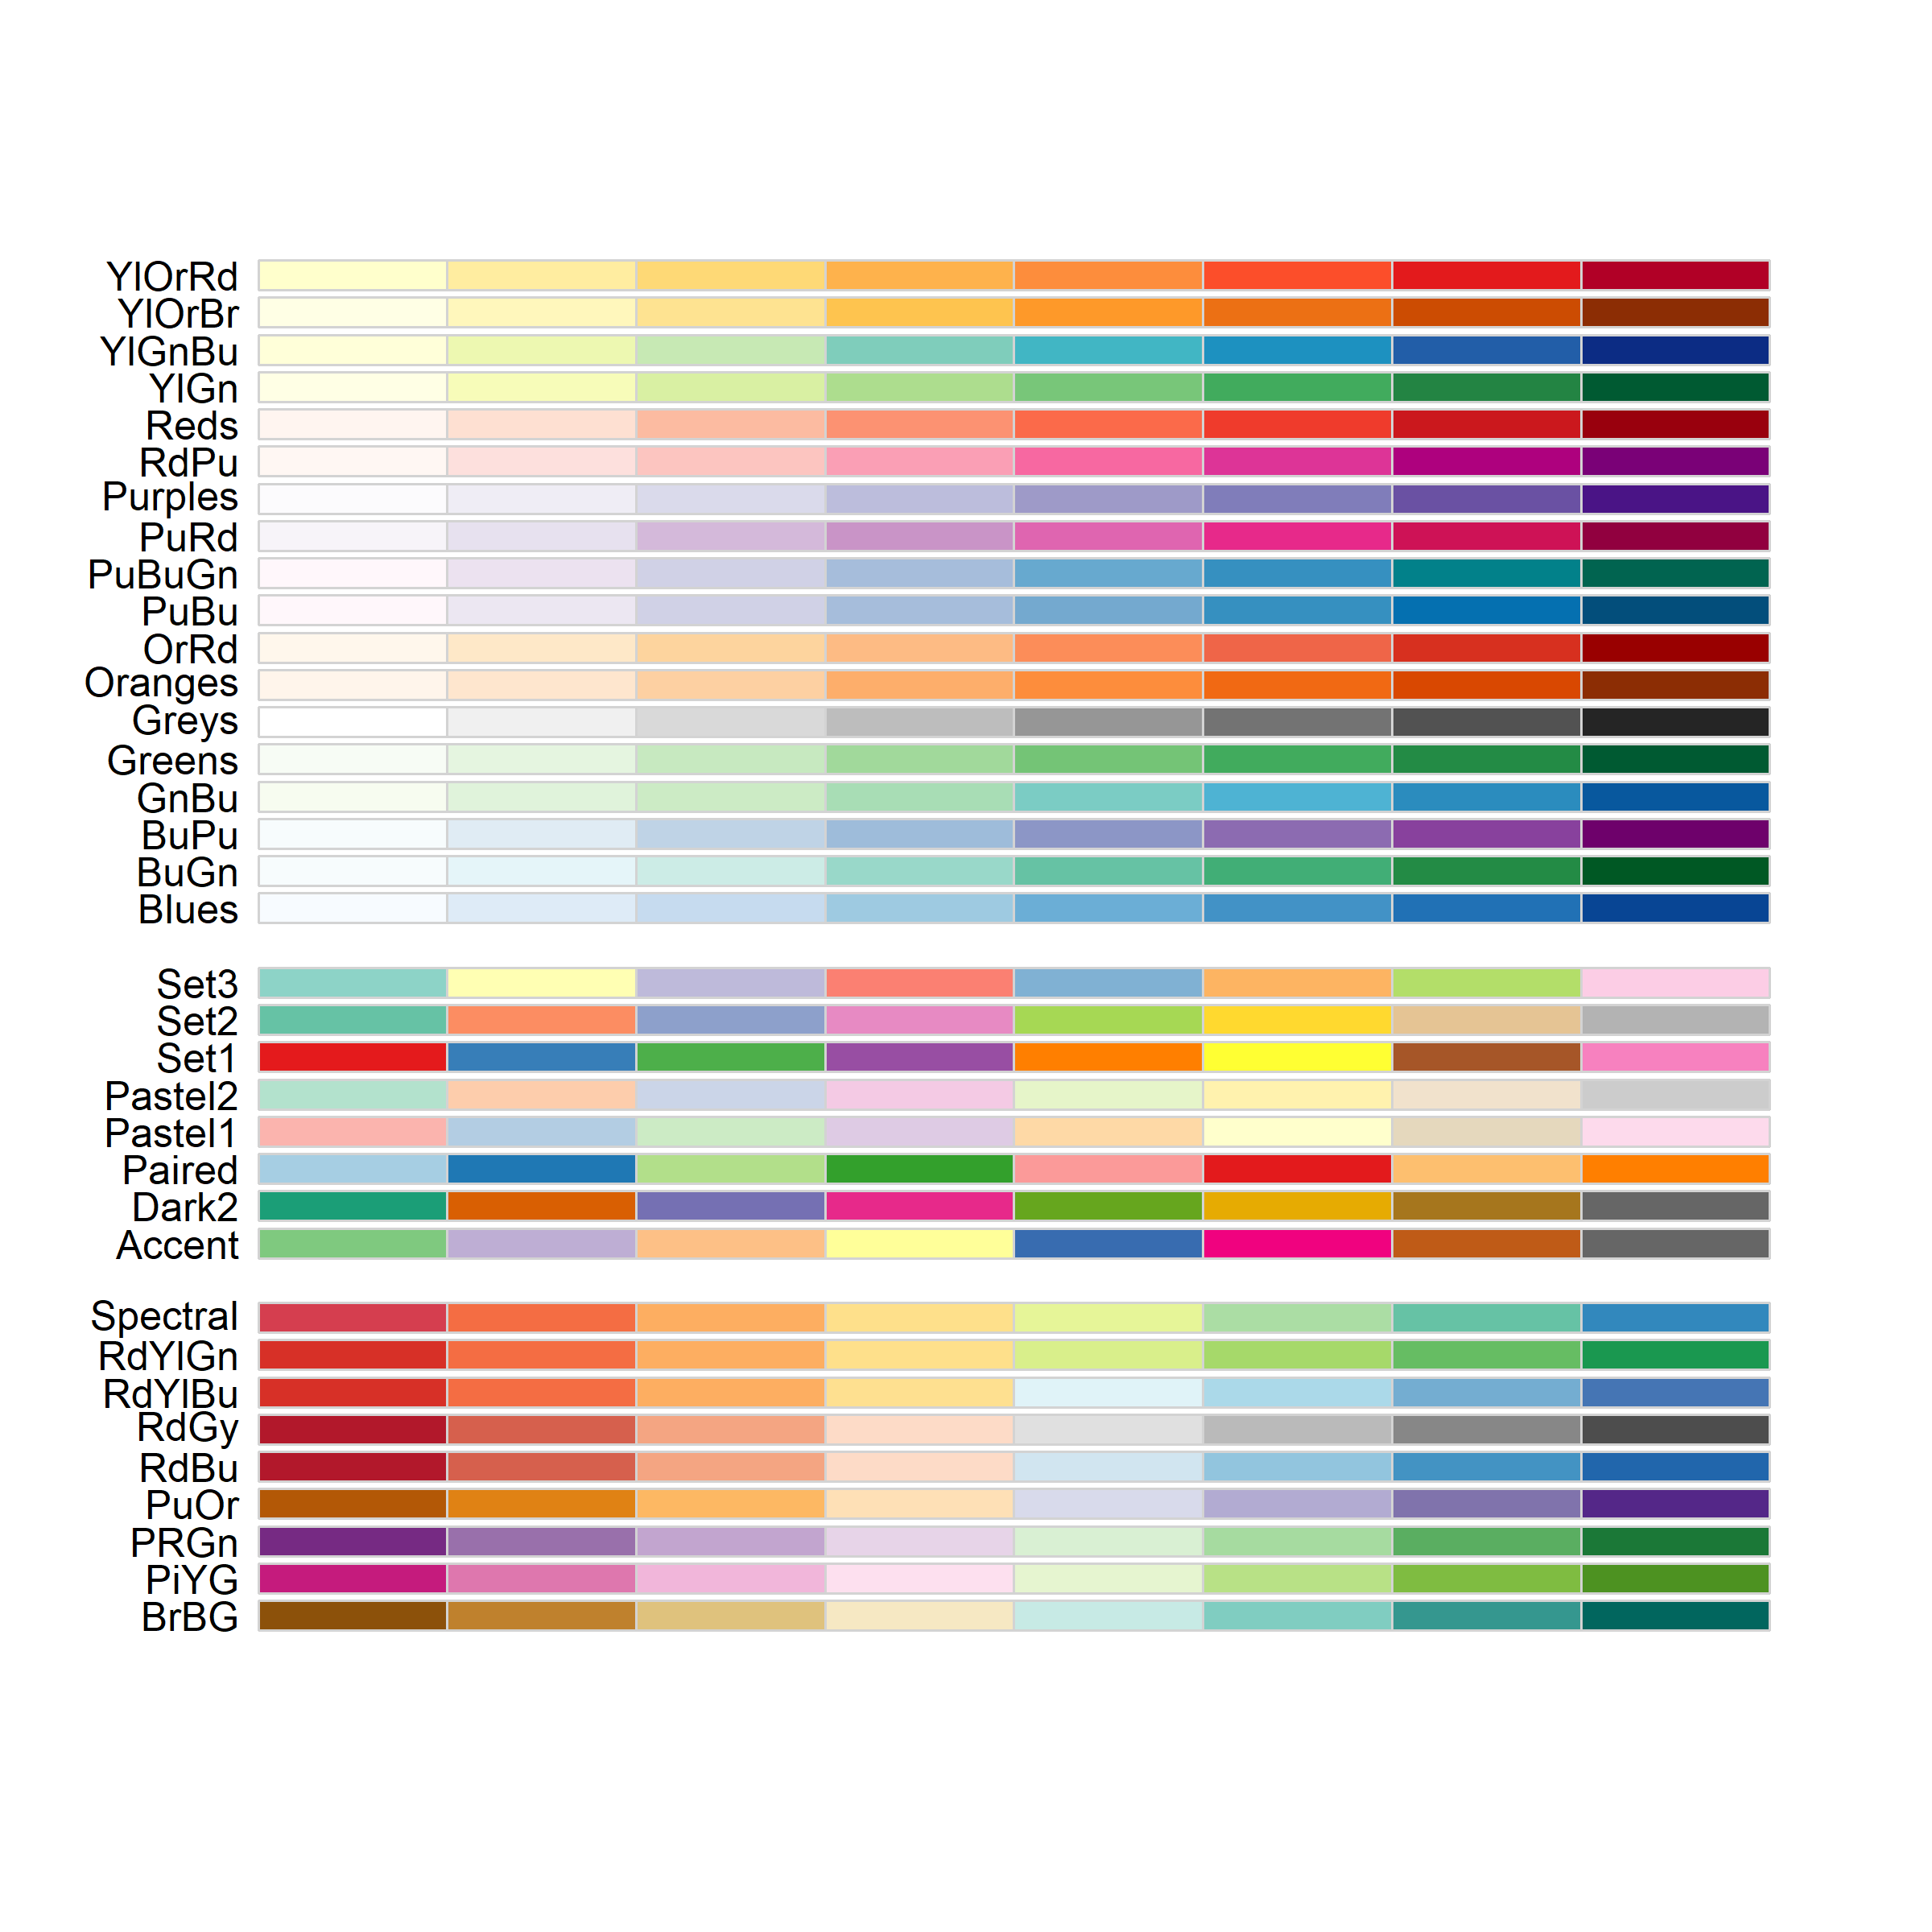 YlOrRd
YlOrBr
YlGnBu
YlGn
Reds
RdPu
Purples
PuRd
PuBuGn
PuBu
OrRd
Oranges
Greys
Greens
GnBu
BuPu
BuGn
Blues
Set3
Set2
Set1
Pastel2
Pastel1
Paired
Dark2
Accent
Spectral
RdYlGn
RdYlBu
RdGy
RdBu
PuOr
PRGn
PiYG
BrBG